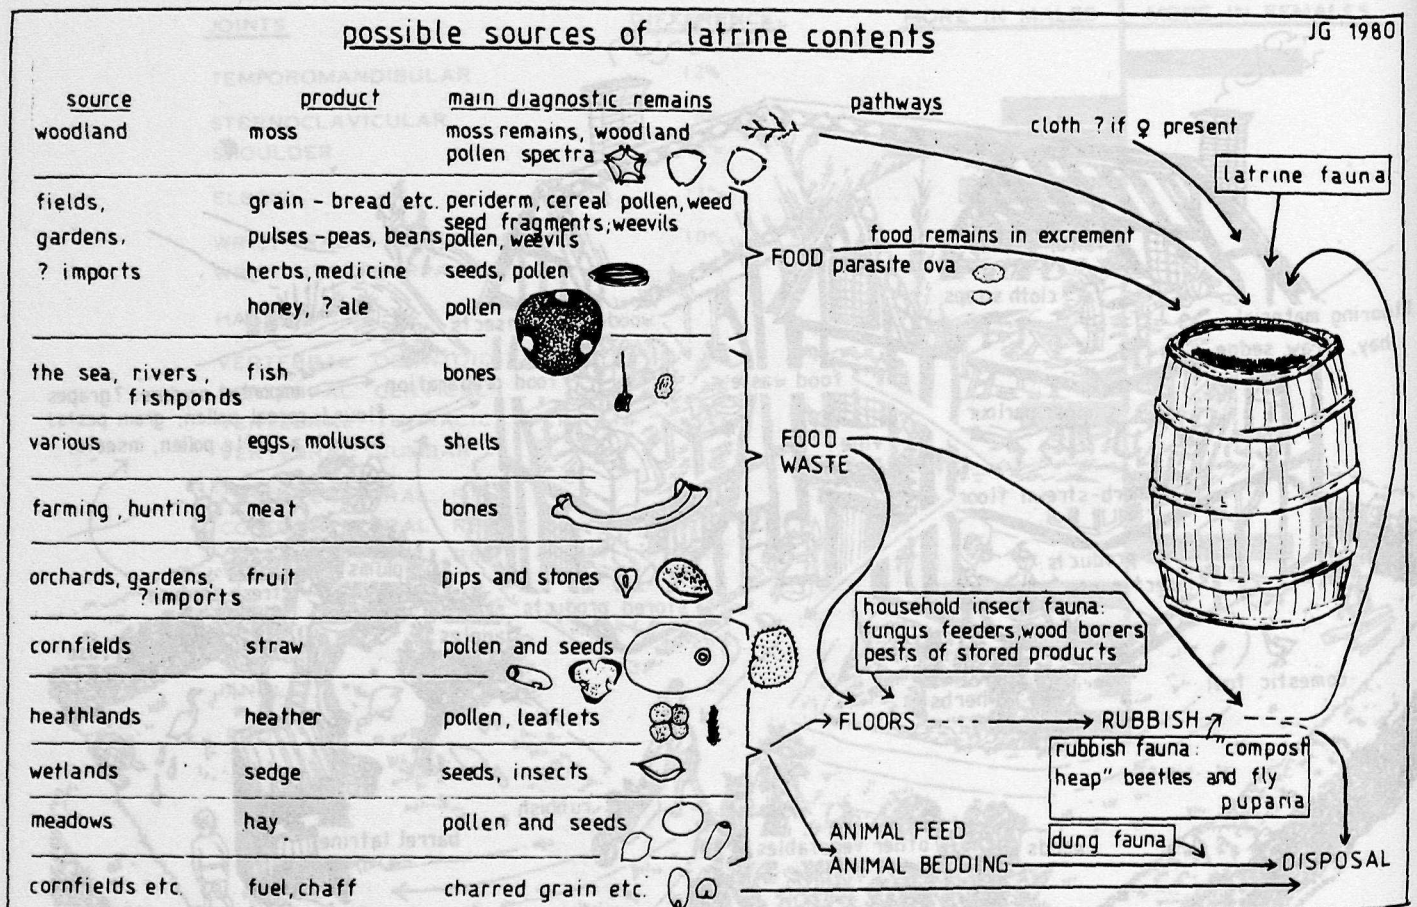 possible sources of latrine contents
JG 1980
source product main diagnostic remains pathways
woodland moss moss remains, woodland
pollen spectra
cloth ? if ♀ present
latrine fauna
fields, grain - bread etc. periderm, cereal pollen, weed
seed fragments; weevils
gardens, pulses - peas, beans pollen, weevils
? imports herbs, medicine seeds, pollen
honey, ? ale pollen
FOOD
food remains in excrement
parasite ova
the sea, rivers, fish bones
fishponds
various eggs, molluscs shells
FOOD
WASTE
farming, hunting meat bones
orchards, gardens, fruit pips and stones
? imports
household insect fauna:
fungus feeders, wood borers
pests of stored products
cornfields straw pollen and seeds
heathlands heather pollen, leaflets
FLOORS RUBBISH
wetlands sedge seeds, insects
rubbish fauna: "compost
heap" beetles and fly
puparia
meadows hay pollen and seeds
ANIMAL FEED
dung fauna
ANIMAL BEDDING DISPOSAL
cornfields etc. fuel, chaff charred grain etc.